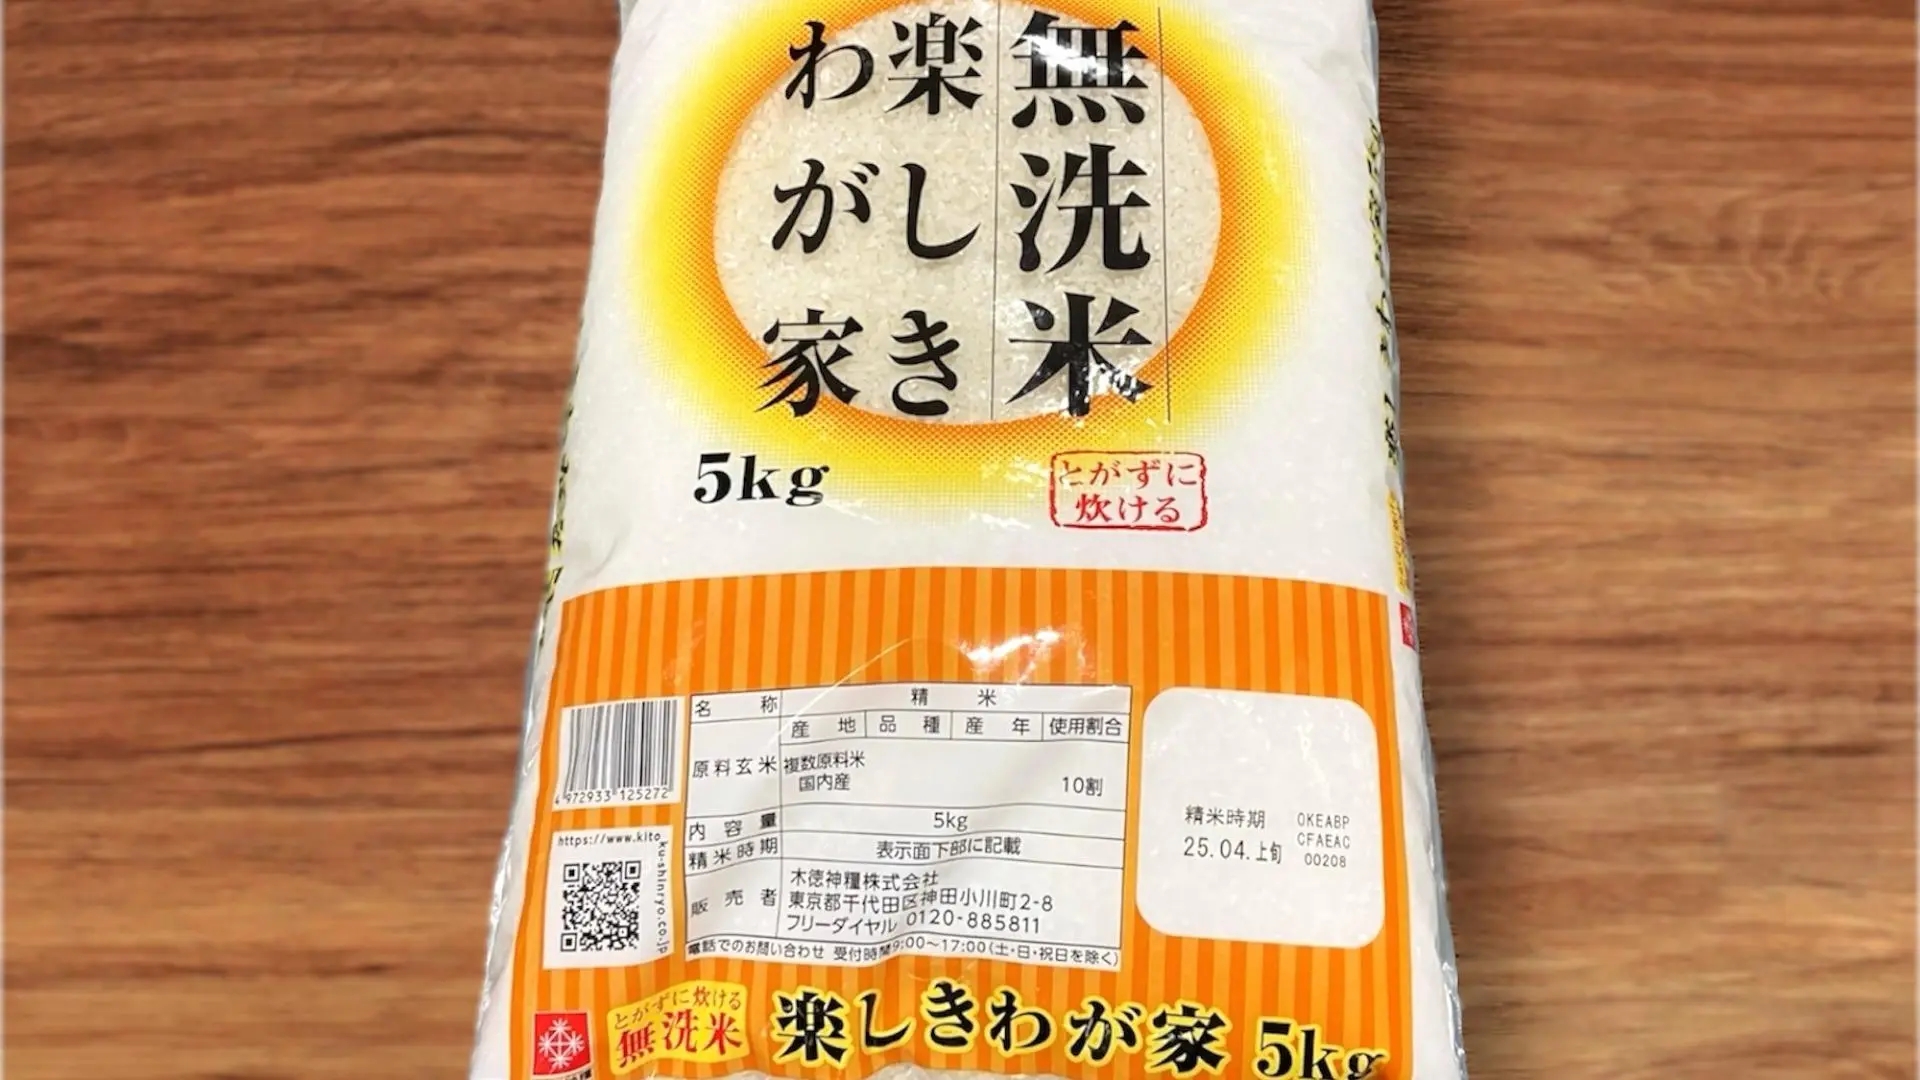 無洗米
楽しき
わが家
5kg
とがずに
炊ける
名称 精米
産地 品種 産年 使用割合
原料玄米 複数原料米
国内産 10割
内容量 5kg
精米時期 表示面下部に記載
販売者 木徳神糧株式会社
東京都千代田区神田小川町2-8
フリーダイヤル 0120-885811
電話でのお問い合わせ 受付時間9:00~17:00(土・日・祝日を除く)
4 972933 125272
https://www.kitoku-shinryo.co.jp
精米時期 OKEABP
CFAEAC
25.04.上旬 00208
とがずに炊ける
無洗米
楽しきわが家 5kg